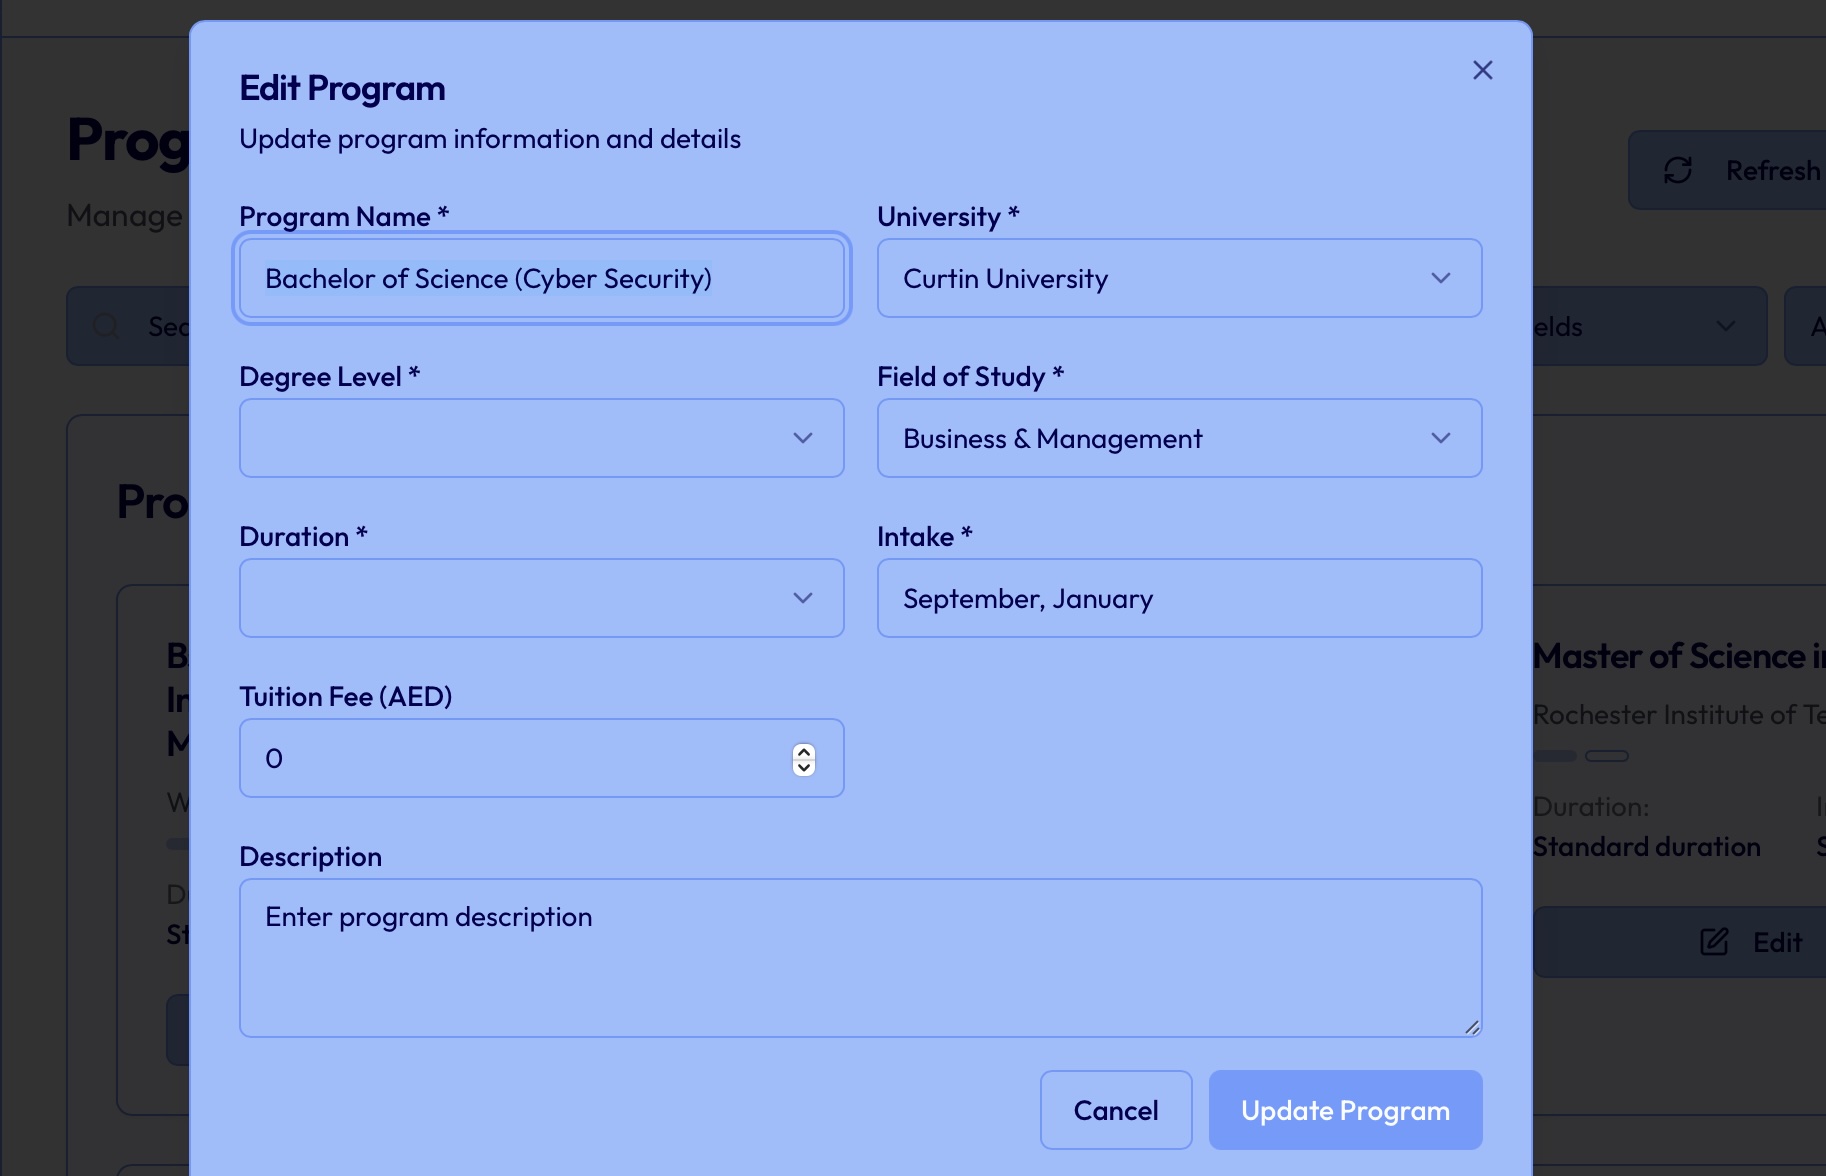 Edit Program
Update program information and details
Prog
Manage
Refresh
Program Name *
University *
Bachelor of Science (Cyber Security)
Curtin University
Sec
elds
A
Degree Level *
Field of Study *
Business & Management
Pro
Duration *
Intake *
September, January
Tuition Fee (AED)
0
Master of Science i
Rochester Institute of Te
Duration:
Standard duration
Description
Enter program description
Edit
Cancel
Update Program